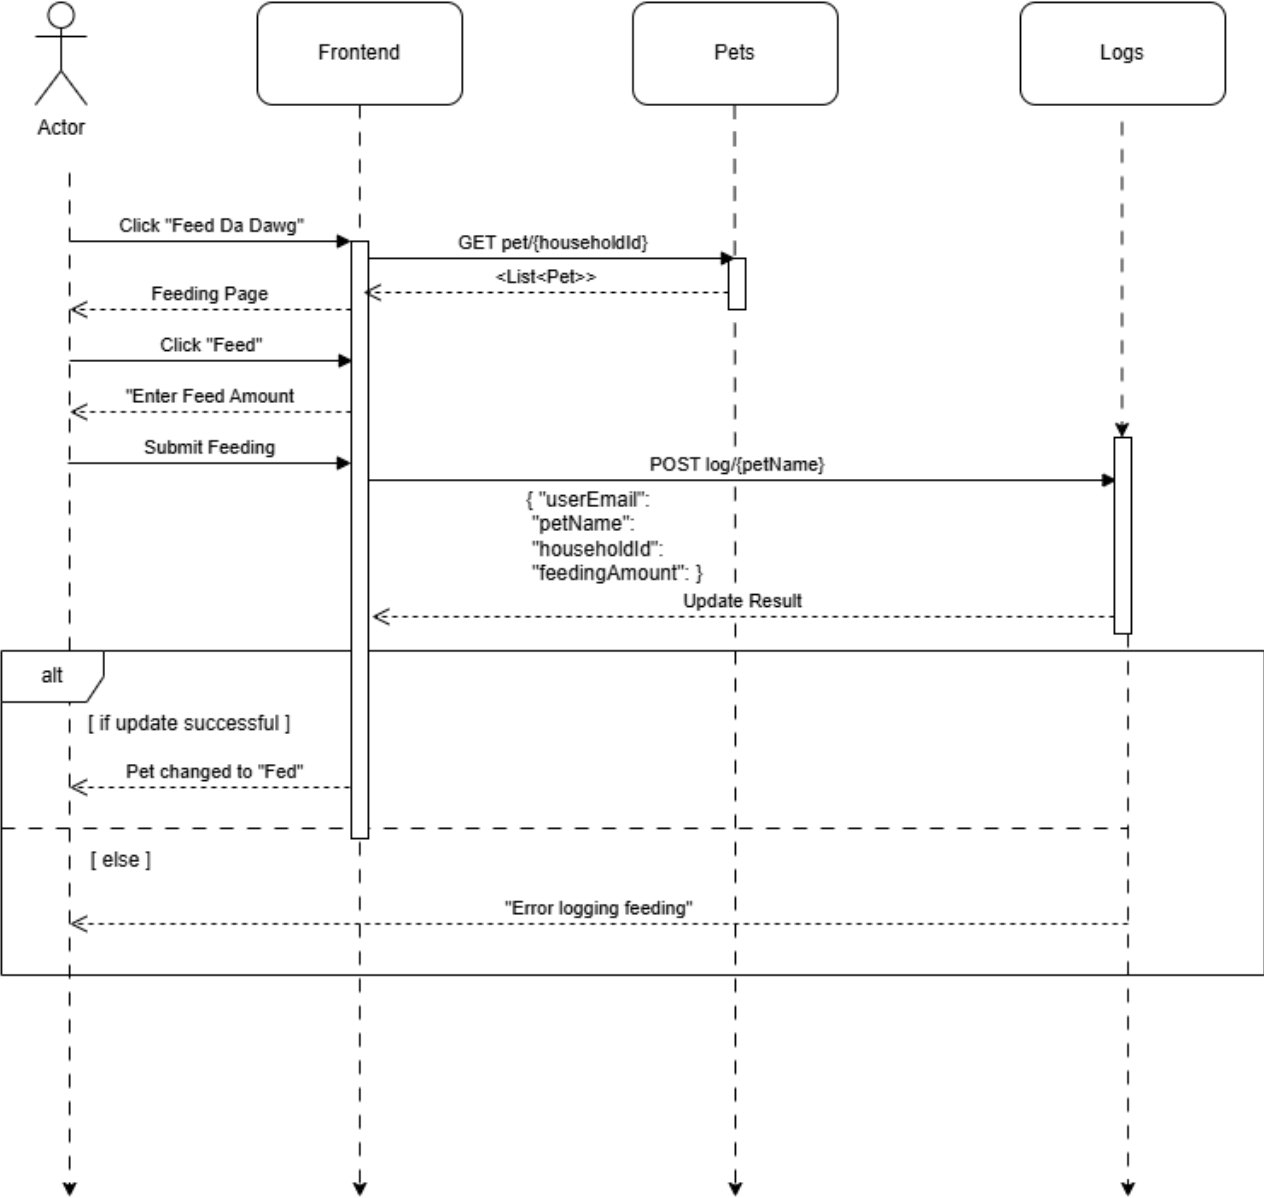 Frontend
Pets
Logs
Actor
Click "Feed Da Dawg"
GET pet/{householdId}
<List<Pet>>
Feeding Page
Click "Feed"
"Enter Feed Amount
Submit Feeding
POST log/{petName}
{ "userEmail":
"petName":
"householdId":
"feedingAmount": }
Update Result
alt
[ if update successful ]
Pet changed to "Fed"
[ else ]
"Error logging feeding"